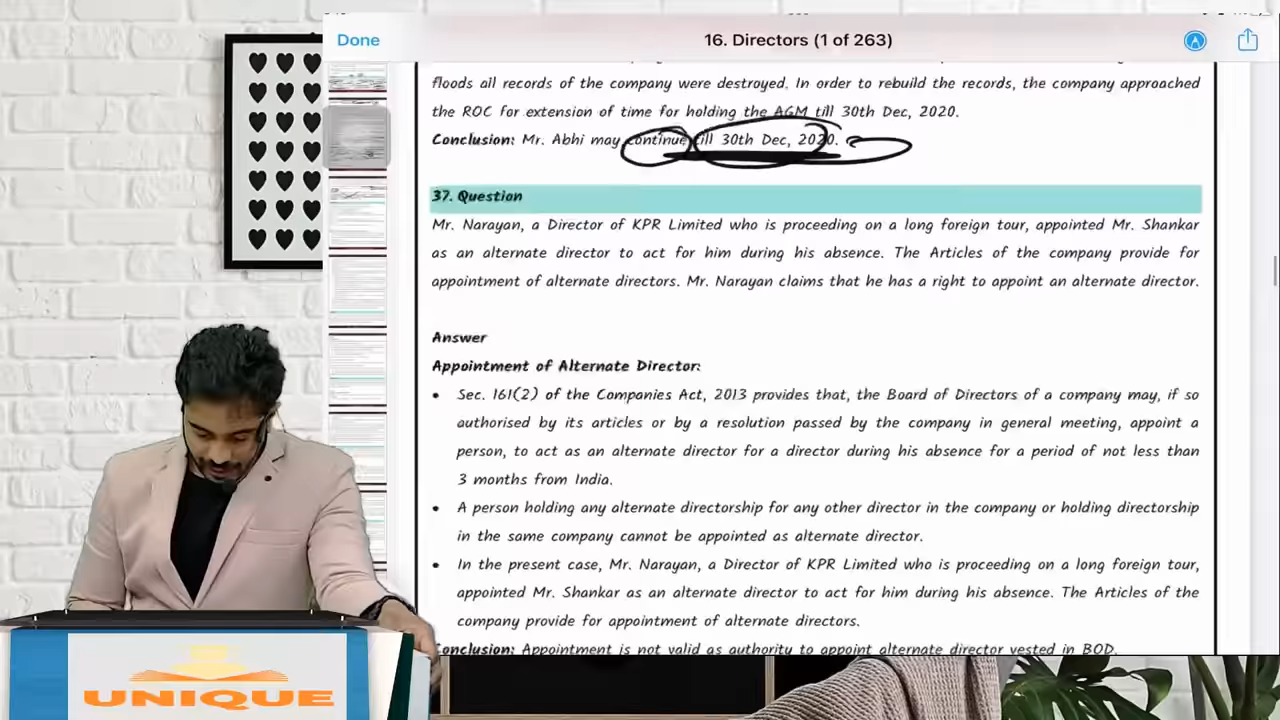 Done
16. Directors (1 of 263)
floods all records of the company were destroyed. In order to rebuild the records, the company approached
the ROC for extension of time for holding the AGM till 30th Dec, 2020.
Conclusion: Mr. Abhi may continue till 30th Dec, 2020.
37. Question
Mr. Narayan, a Director of KPR Limited who is proceeding on a long foreign tour, appointed Mr. Shankar
as an alternate director to act for him during his absence. The Articles of the company provide for
appointment of alternate directors. Mr. Narayan claims that he has a right to appoint an alternate director.
Answer
Appointment of Alternate Director:
• Sec. 161(2) of the Companies Act, 2013 provides that, the Board of Directors of a company may, if so
authorised by its articles or by a resolution passed by the company in general meeting, appoint a
person, to act as an alternate director for a director during his absence for a period of not less than
3 months from India.
• A person holding any alternate directorship for any other director in the company or holding directorship
in the same company cannot be appointed as alternate director.
• In the present case, Mr. Narayan, a Director of KPR Limited who is proceeding on a long foreign tour,
appointed Mr. Shankar as an alternate director to act for him during his absence. The Articles of the
company provide for appointment of alternate directors.
Conclusion: Appointment is not valid as authority to appoint alternate director vested in BOD.
UNIQUE